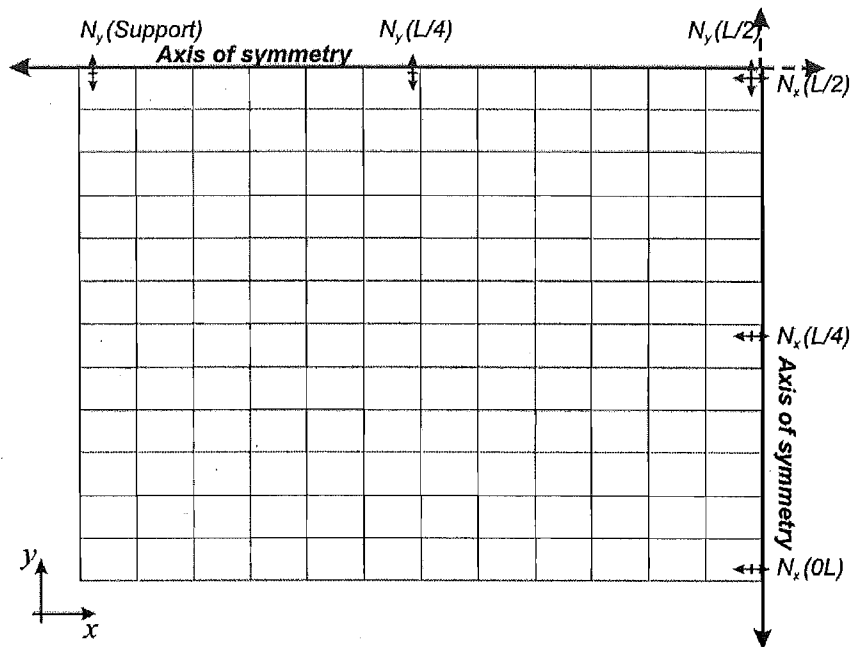 N_y(Support) N_y(L/4) N_y(L/2)
Axis of symmetry
N_x(L/2)
N_x(L/4)
Axis of symmetry
N_x(0L)
y
x